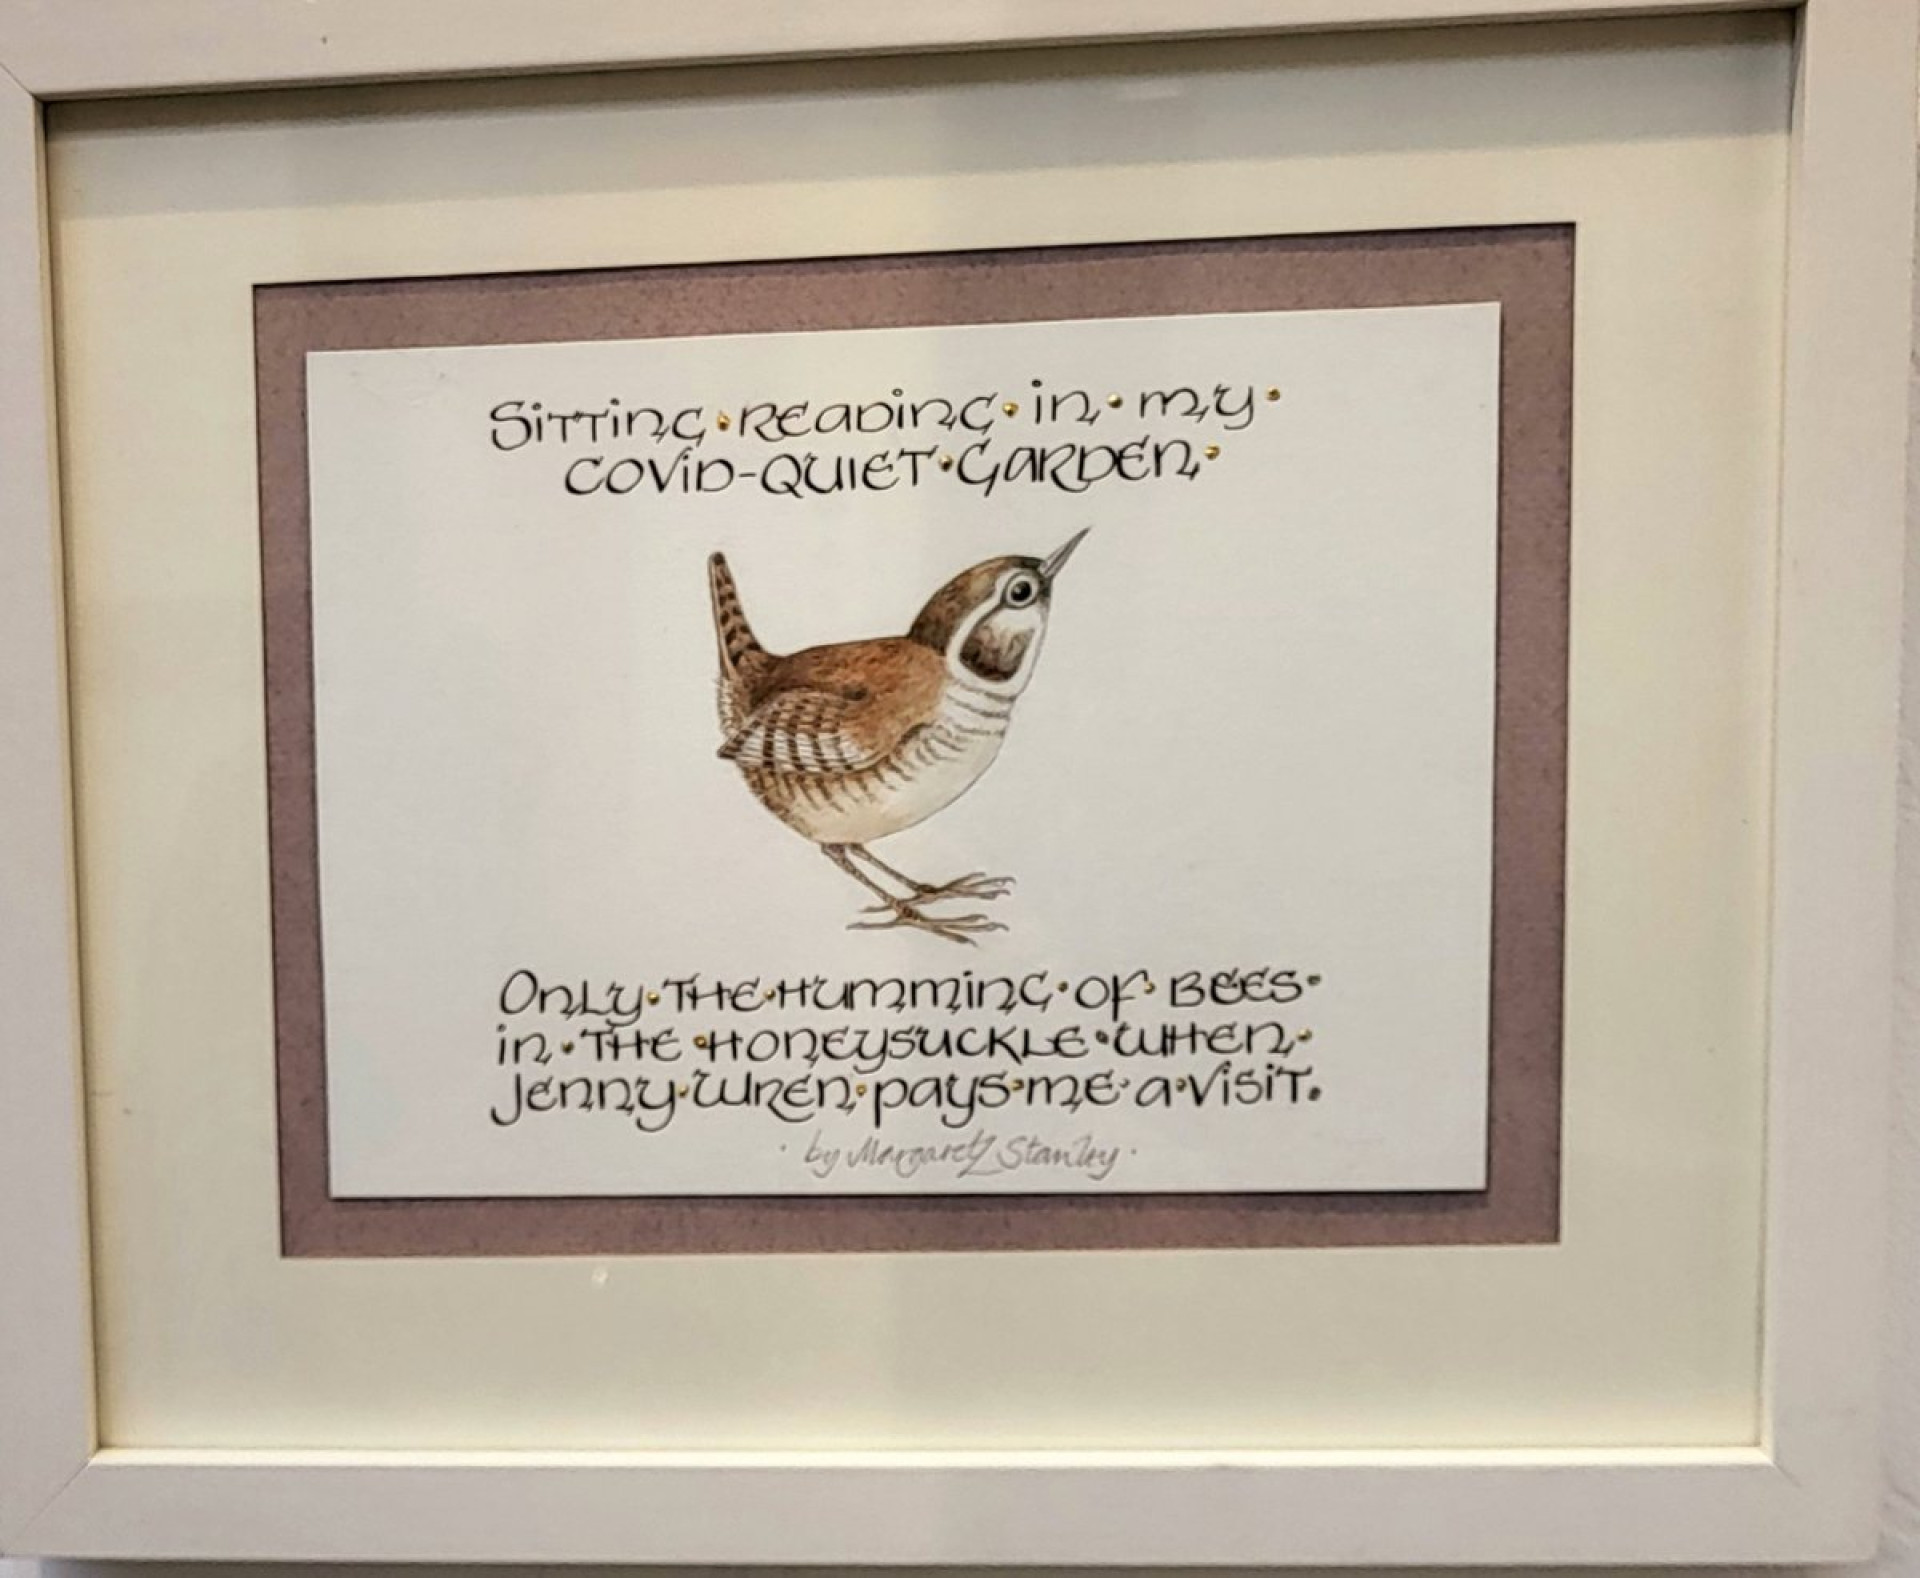 Sitting · Reading · in · my ·
Covid-Quiet · Garden ·
Only · the · humming · of · bees ·
in · the · honeysuckle · when ·
Jenny · Wren · pays · me · a · visit.
· by Margaret Stanley ·